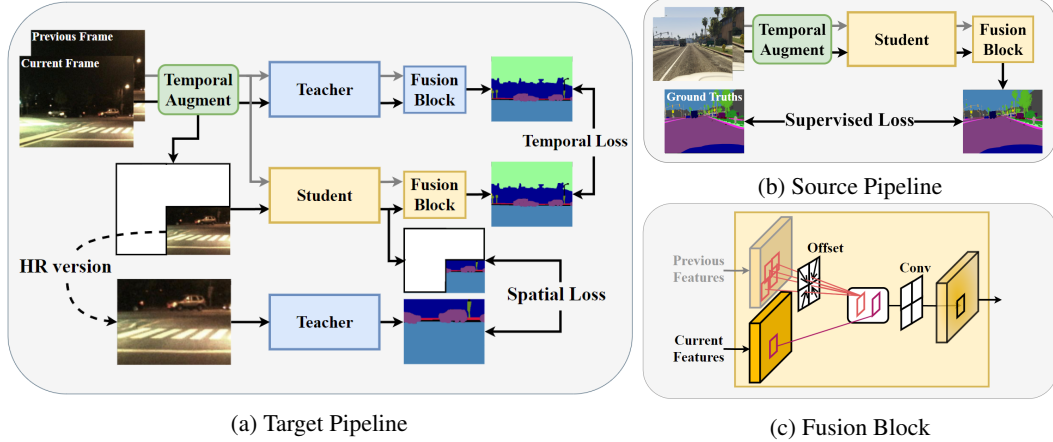 Previous Frame
Current Frame
Temporal
Augment
Teacher
Fusion
Block
Temporal Loss
Student
Fusion
Block
HR version
Spatial Loss
Teacher
(a) Target Pipeline
Temporal
Augment
Student
Fusion
Block
Ground Truths
Supervised Loss
(b) Source Pipeline
Previous
Features
Offset
Conv
Current
Features
(c) Fusion Block